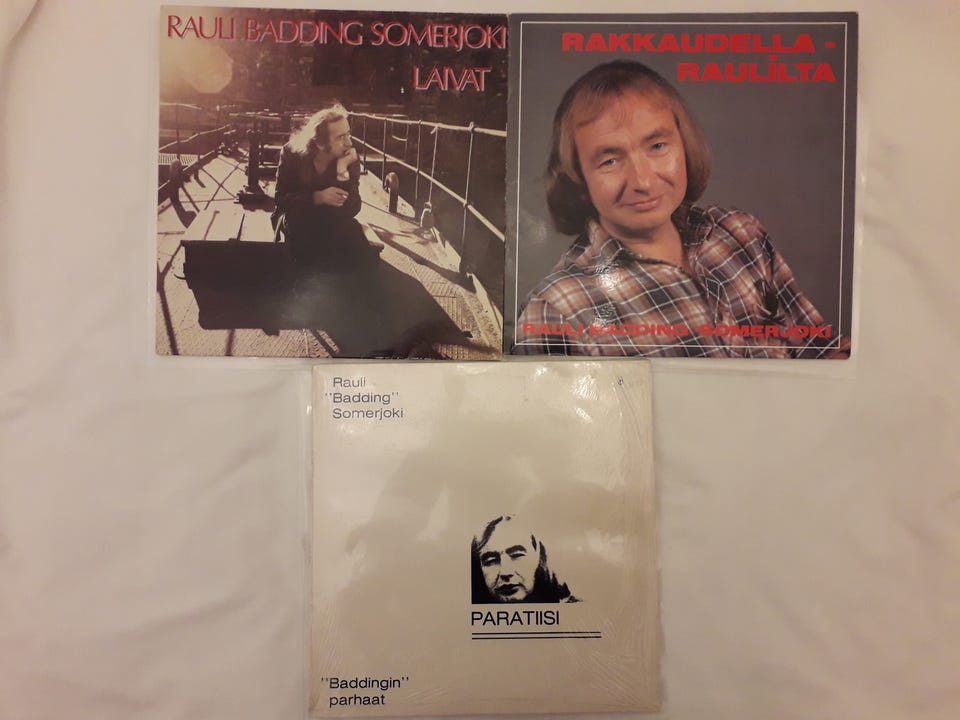 RAULI BADDING SOMERJOKI
LAIVAT
RAKKAUDELLA -
RAULILTA
RAULI BADDING SOMERJOKI
Rauli
"Badding"
Somerjoki
PARATIISI
"Baddingin"
parhaat